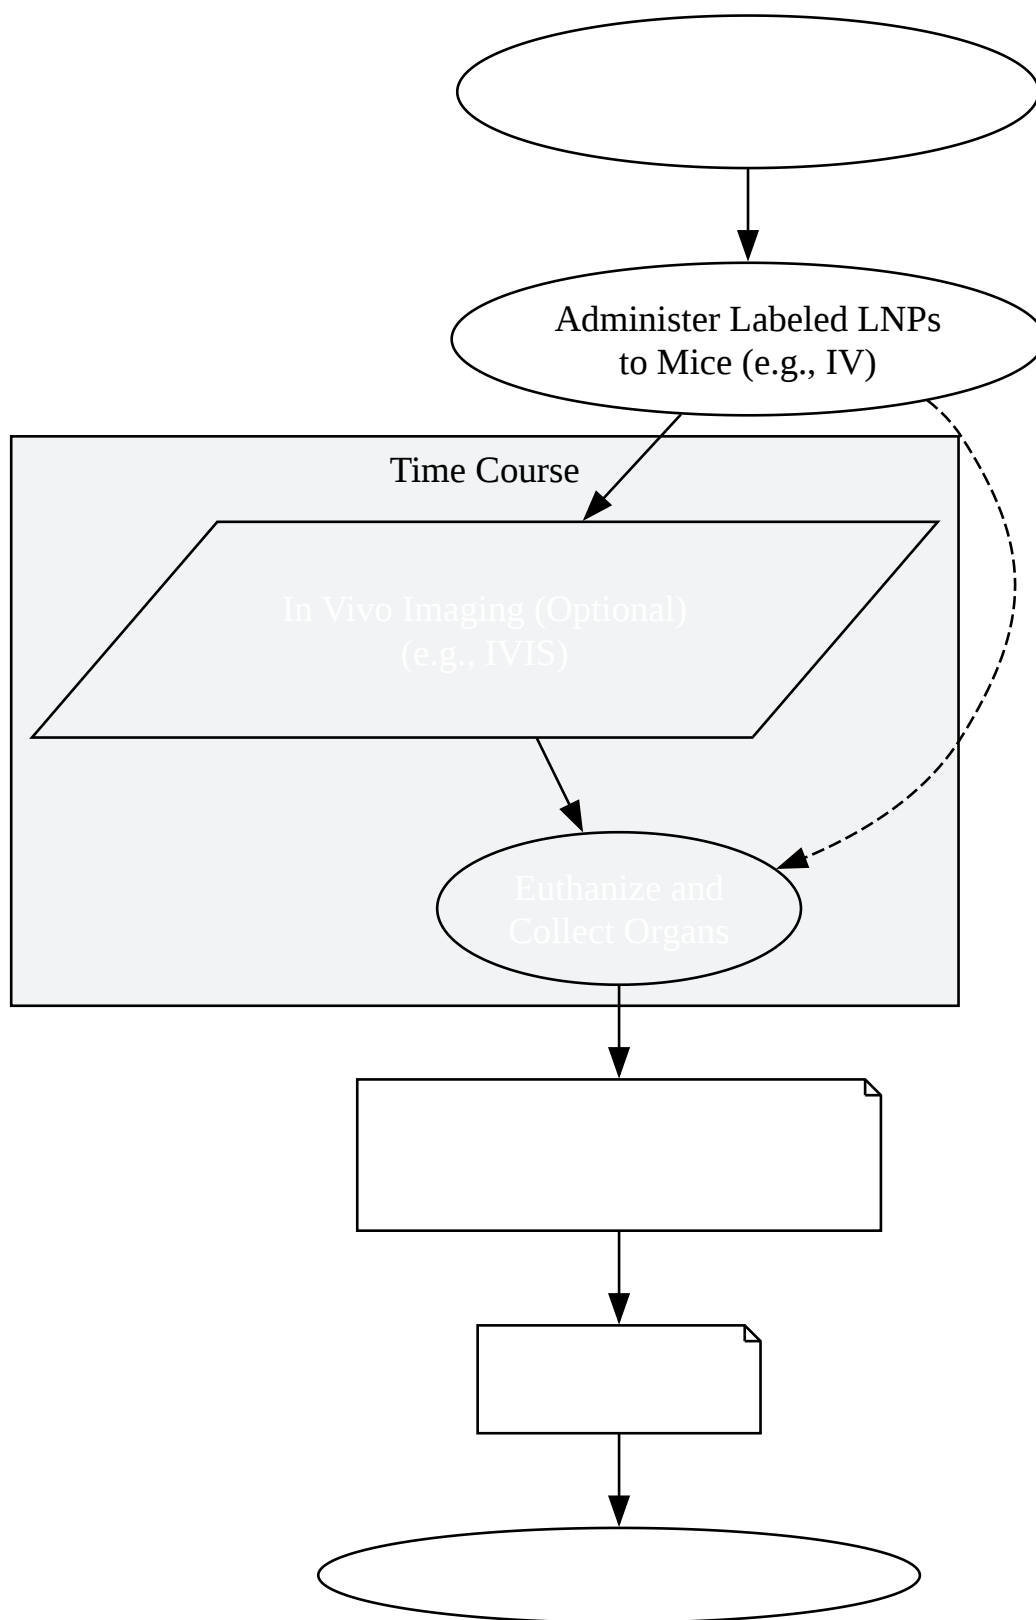 Administer Labeled LNPs
to Mice (e.g., IV)
Time Course
In Vivo Imaging (Optional)
(e.g., IVIS)
Euthanize and
Collect Organs